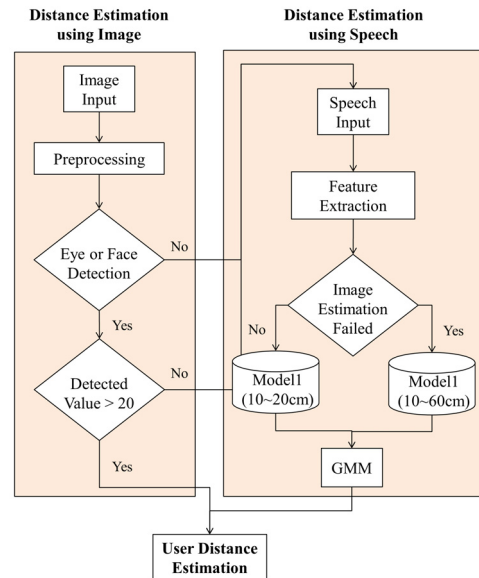 Distance Estimation
using Image
Image
Input
Preprocessing
Eye or Face
Detection
No
Yes
Detected
Value > 20
No
Yes
Distance Estimation
using Speech
Speech
Input
Feature
Extraction
Image
Estimation
Failed
No
Yes
Model1
(10~20cm)
Model1
(10~60cm)
GMM
User Distance
Estimation